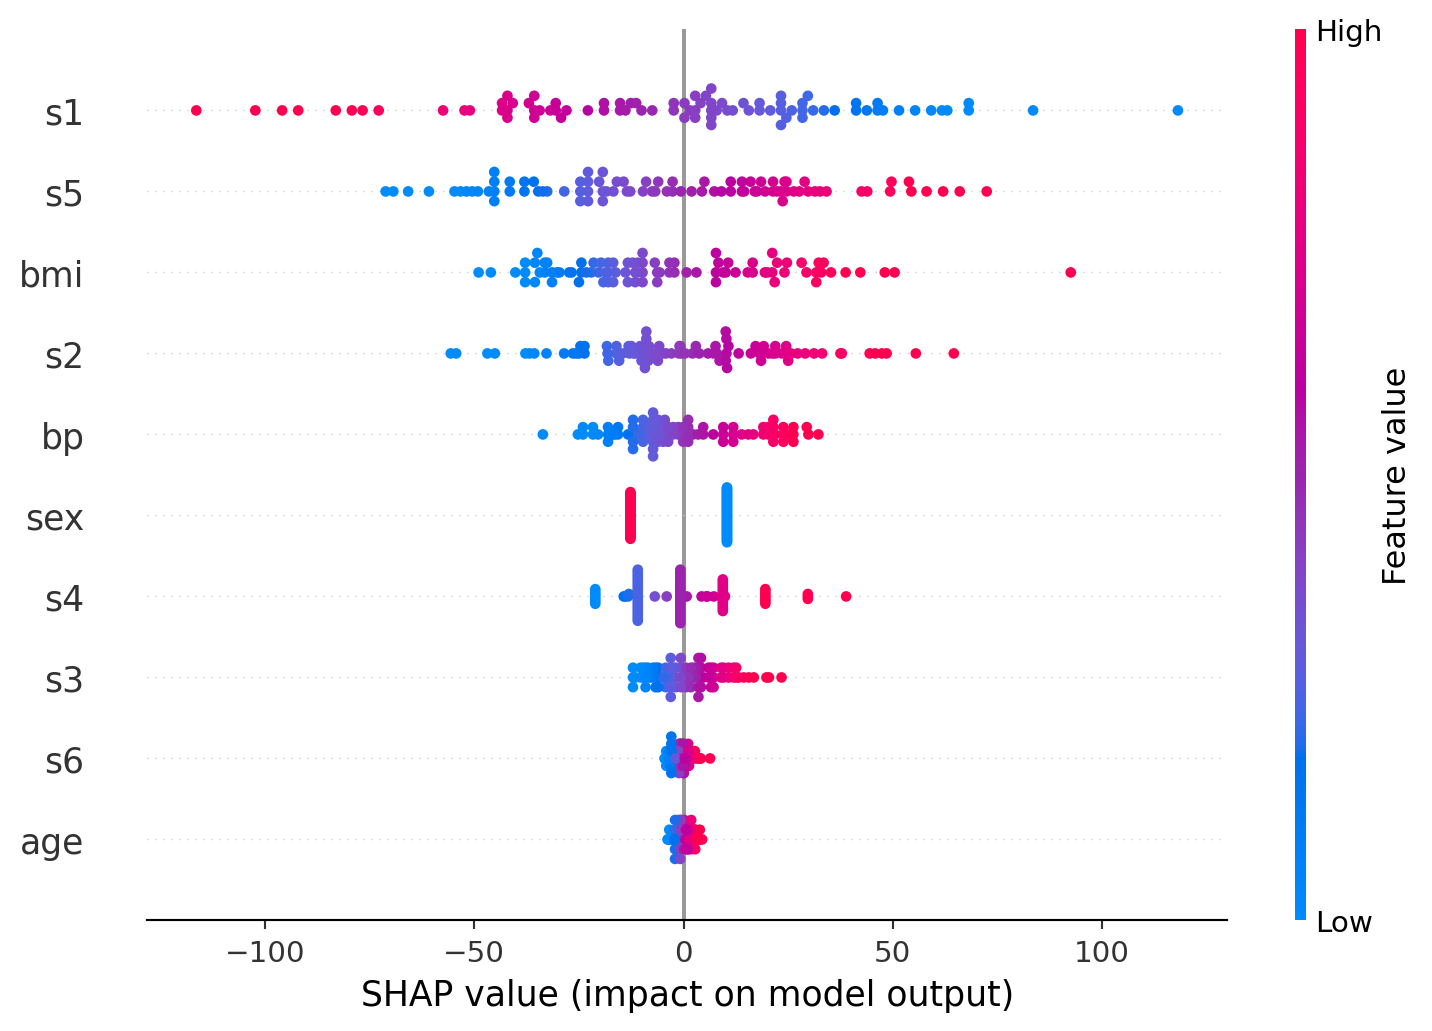 High
s1
s5
bmi
s2
bp
sex
s4
s3
s6
age
Feature value
Low
−100
−50
0
50
100
SHAP value (impact on model output)